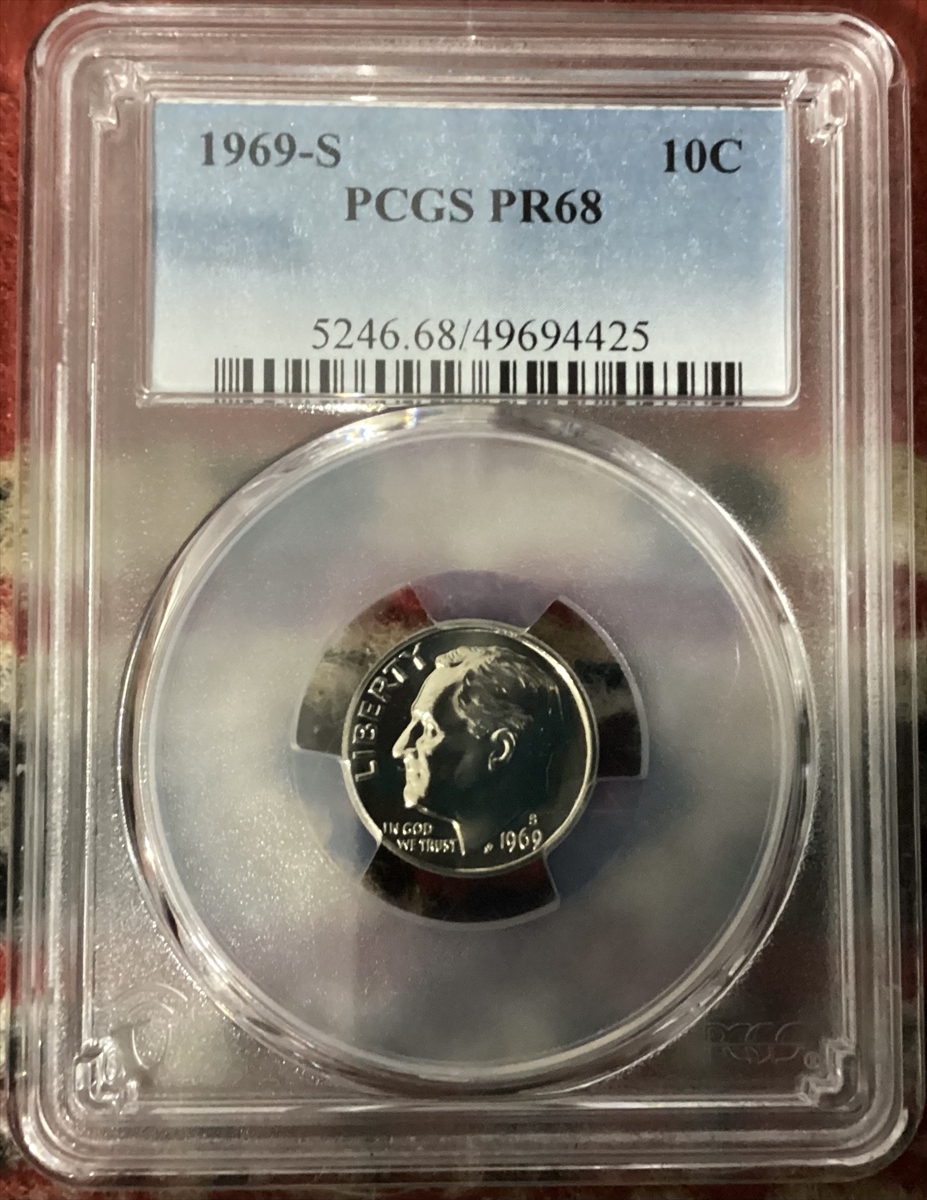 1969-S 10C
PCGS PR68
5246.68/49694425
LIBERTY
IN GOD
WE TRUST
S
1969
PCGS